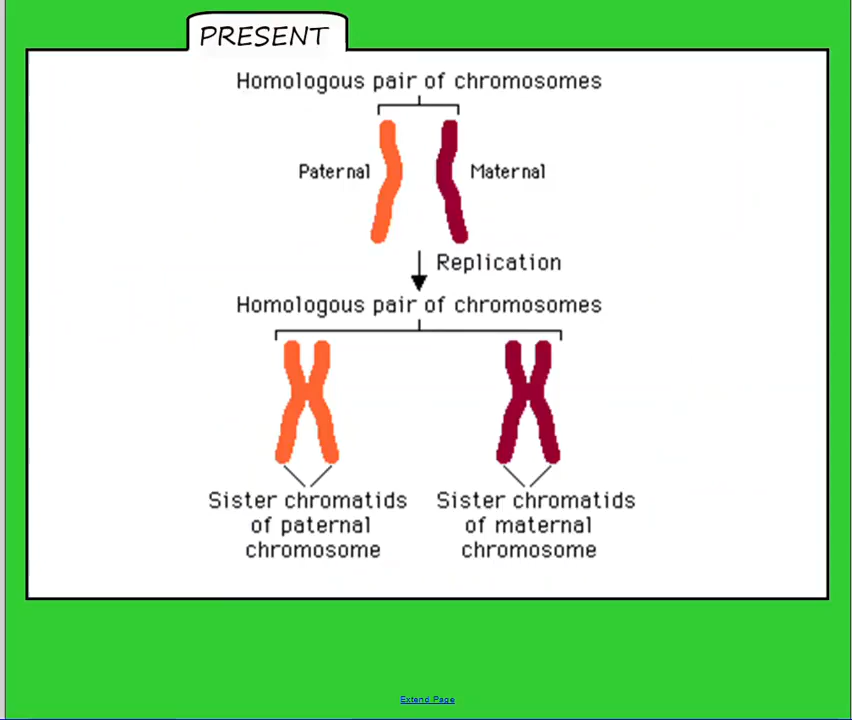 PRESENT
Homologous pair of chromosomes
Paternal
Maternal
Replication
Homologous pair of chromosomes
Sister chromatids
of paternal
chromosome
Sister chromatids
of maternal
chromosome
Extend Page